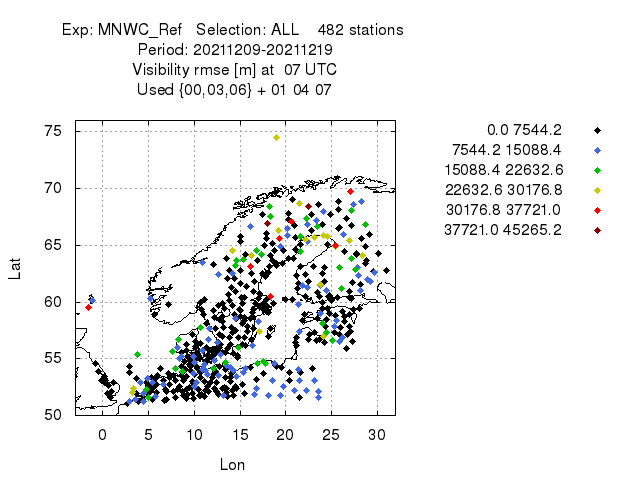 Exp: MNWC_Ref   Selection: ALL    482 stations
Period: 20211209-20211219
Visibility rmse [m] at  07 UTC
Used {00,03,06} + 01 04 07
0.0 7544.2
7544.2 15088.4
15088.4 22632.6
22632.6 30176.8
30176.8 37721.0
37721.0 45265.2
75
70
65
60
55
50
Lat
0 5 10 15 20 25 30
Lon